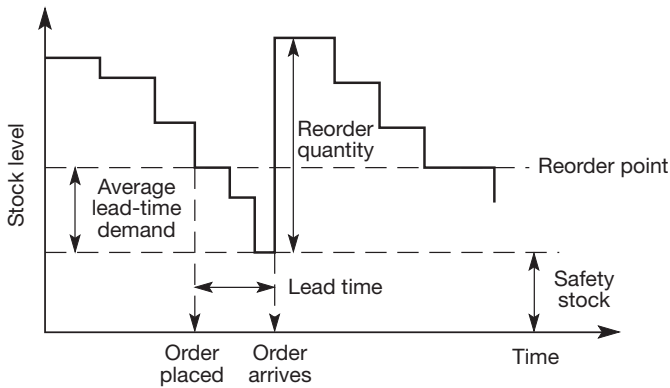 Stock level
Reorder
quantity
Reorder point
Average
lead-time
demand
Lead time
Safety
stock
Order
placed
Order
arrives
Time